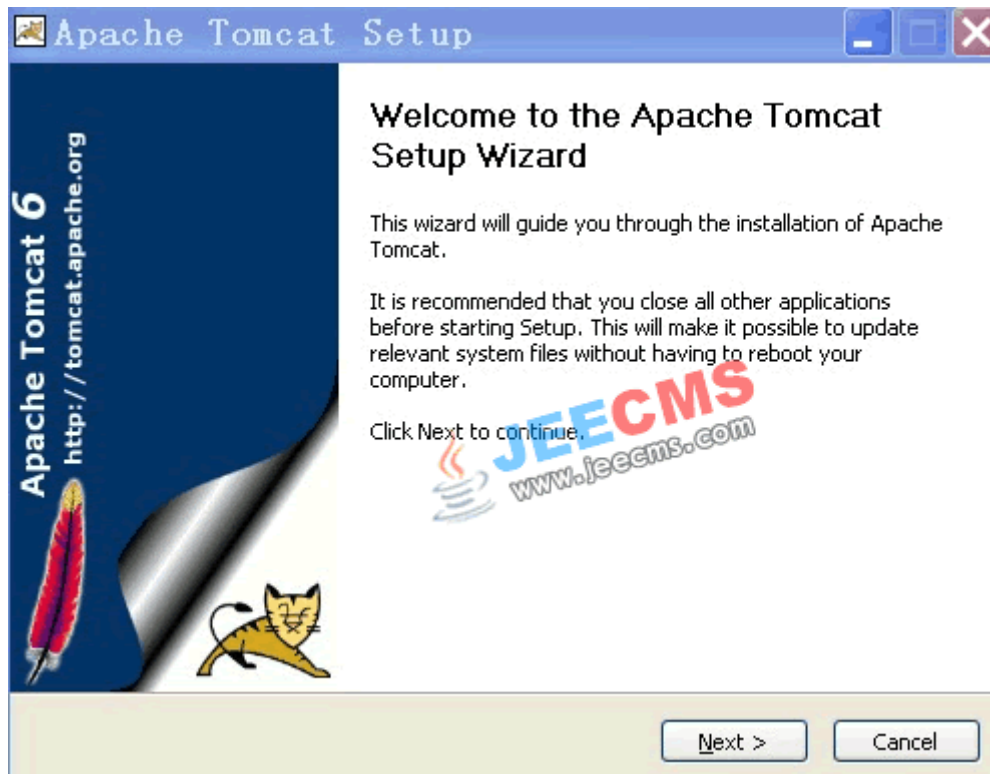 Apache Tomcat Setup
Apache Tomcat 6
http://tomcat.apache.org
Welcome to the Apache Tomcat
Setup Wizard
This wizard will guide you through the installation of Apache
Tomcat.
It is recommended that you close all other applications
before starting Setup. This will make it possible to update
relevant system files without having to reboot your
computer.
Click Next to continue.
JEECMS
www.jeecms.com
Next >
Cancel